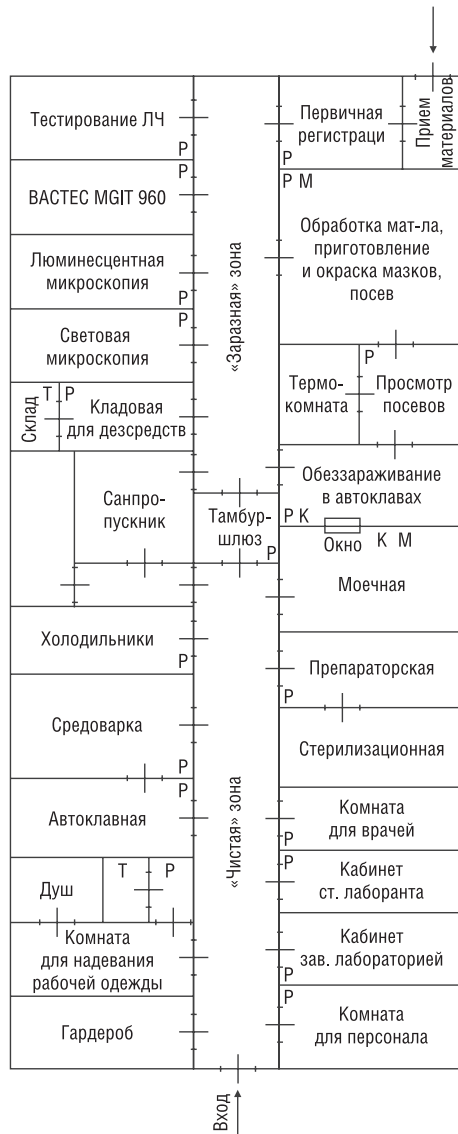 Тестирование ЛЧ
Р
Р
BACTEC MGIT 960
Люминесцентная
микроскопия
Р
Р
Световая
микроскопия
Склад
Т Р
Кладовая
для дезсредств
Санпро-
пускник
Тамбур-
шлюз
Р
Холодильники
Р
Средоварка
Р
Р
Автоклавная
Душ
Т
Р
Комната
для надевания
рабочей одежды
Гардероб
«Заразная» зона
«Чистая» зона
Вход
Первичная
регистраци
Р
Прием
материалов
Р М
Обработка мат-ла,
приготовление
и окраска мазков,
посев
Термо-
комната
Р
Просмотр
посевов
Обеззараживание
в автоклавах
Р К
Окно
К М
Моечная
Препараторская
Р
Стерилизационная
Комната
для врачей
Р
Р
Кабинет
ст. лаборанта
Кабинет
зав. лабораторией
Р
Р
Комната
для персонала